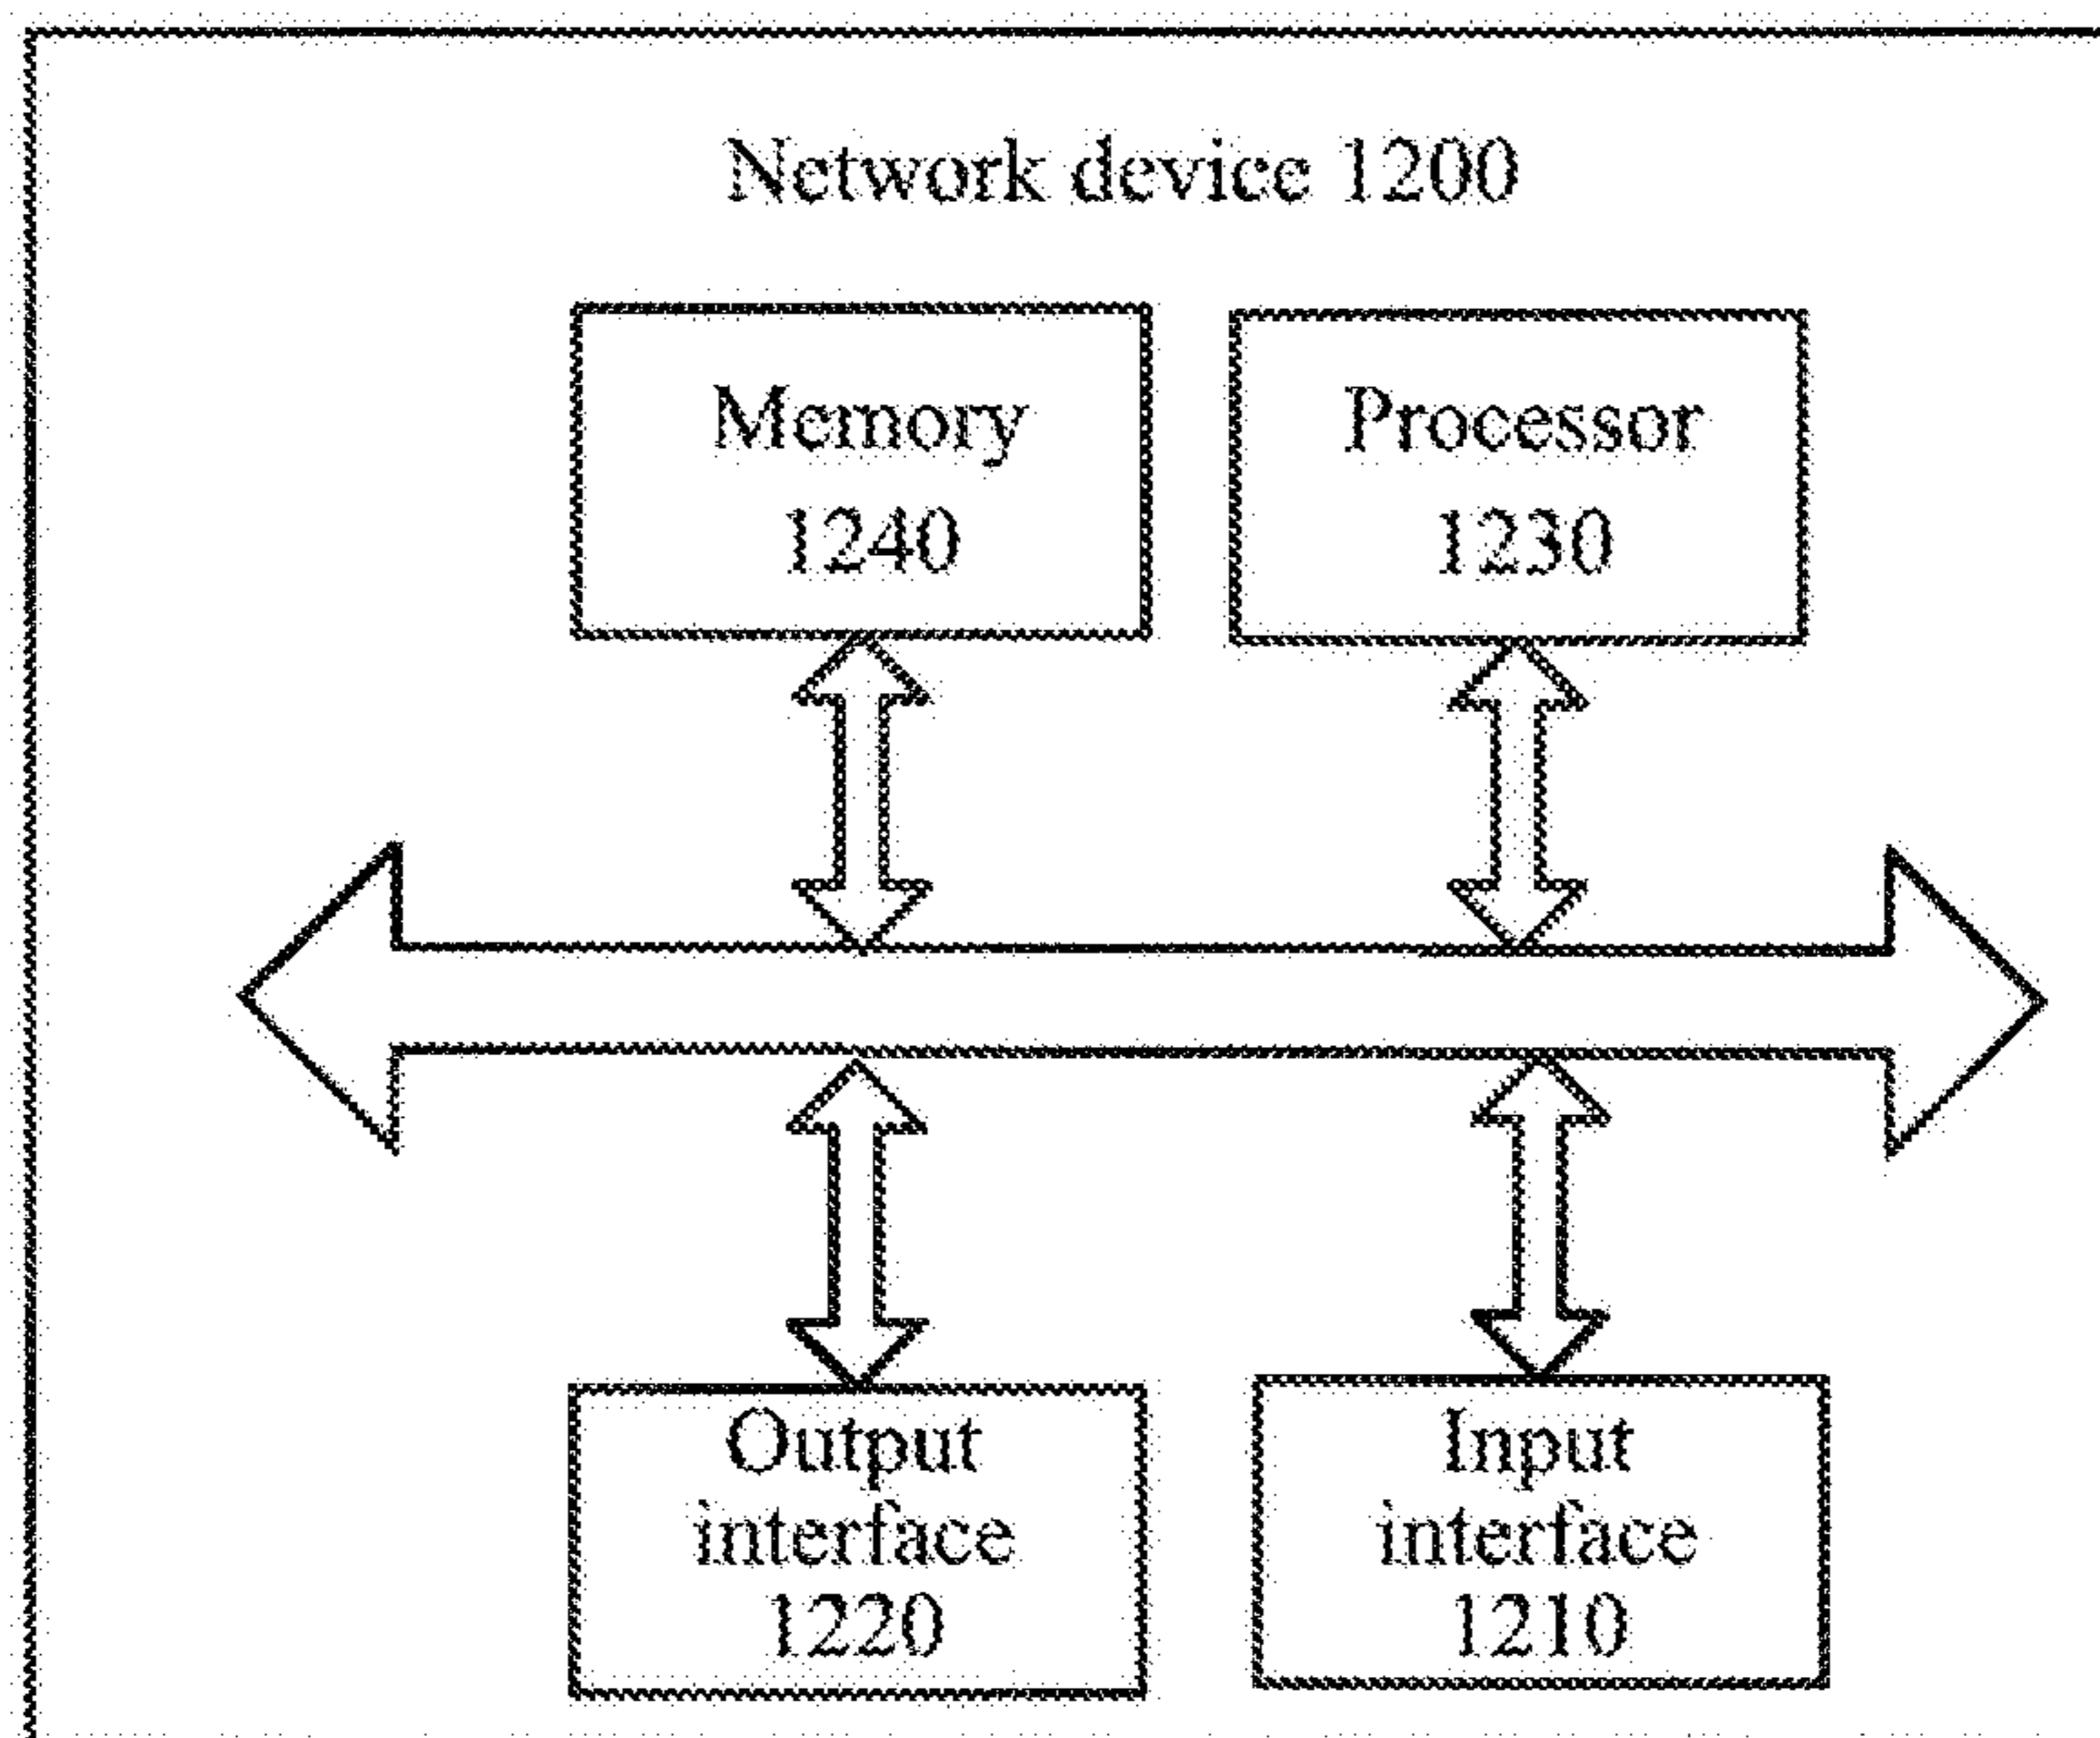 Network device 1200
Memory
1240
Processor
1230
Output
interface
1220
Input
interface
1210